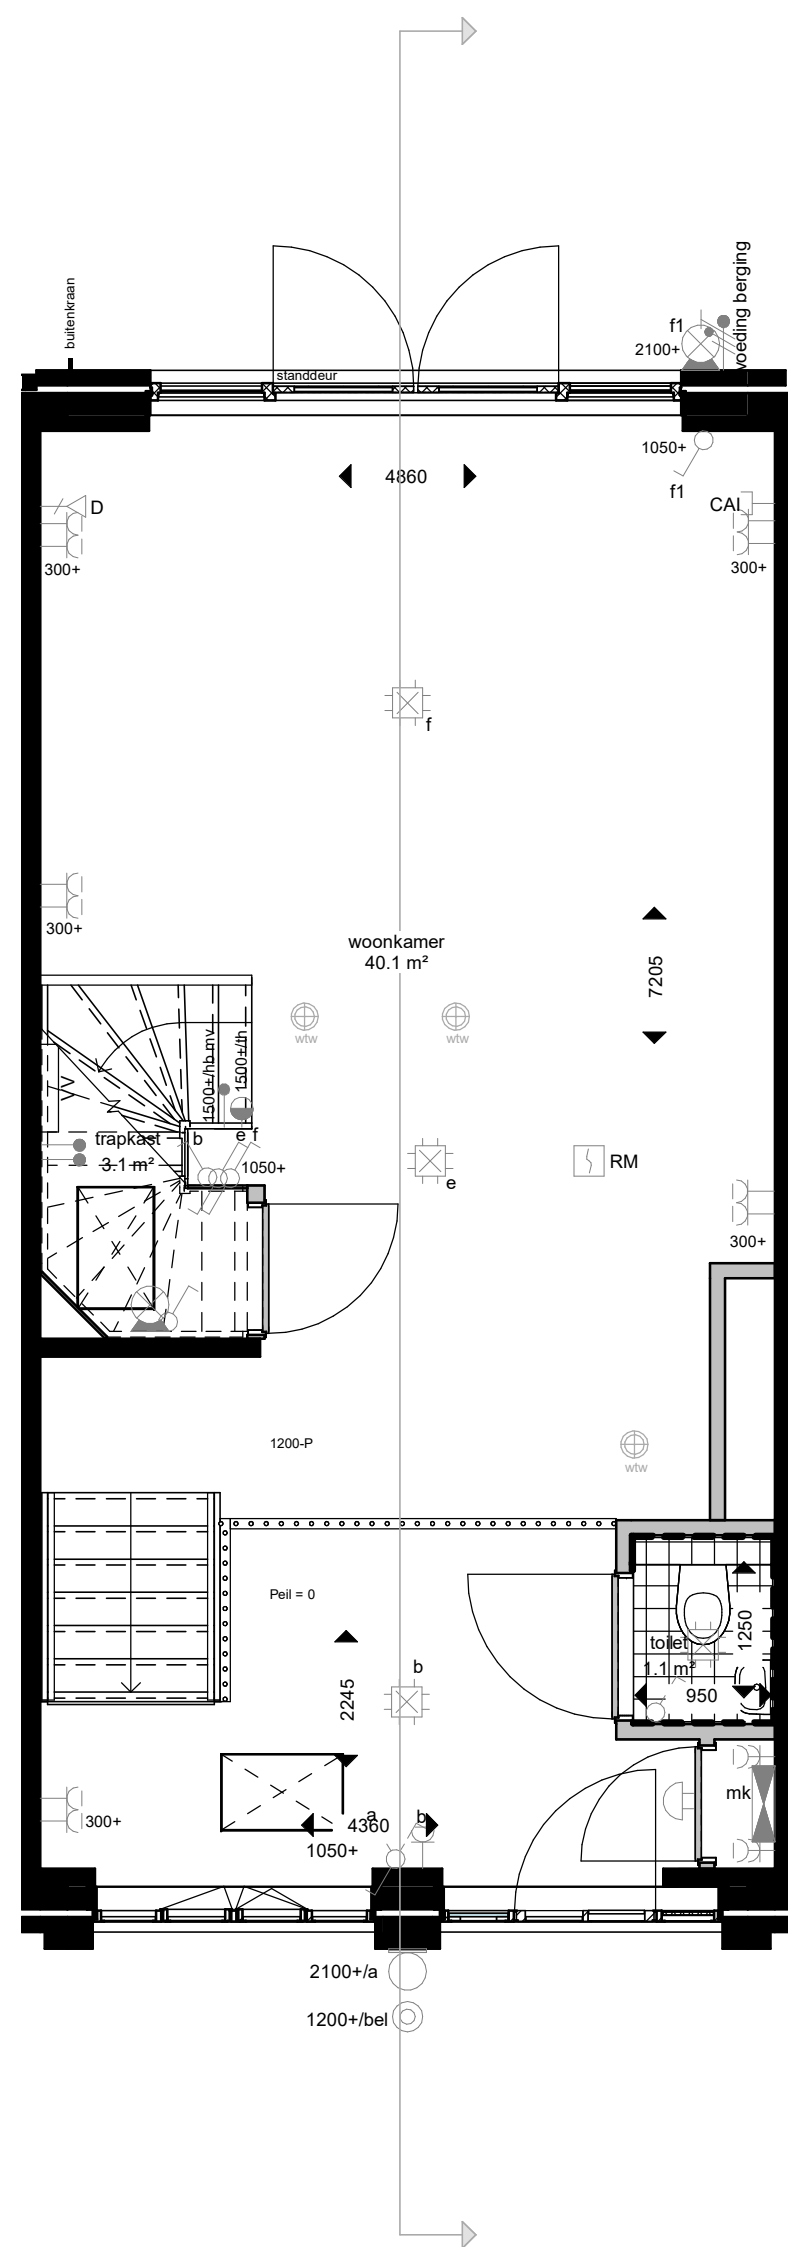 buitenkraan
voeding berging
f1
2100+
standdeur
1050+
f1
4860
D
300+
CAI
300+
f
300+
woonkamer
40.1 m²
7205
wtw
wtw
1500+/hb mv
1500+/th
trapkast
3.1 m²
b
e f
1050+
e
RM
300+
1200-P
wtw
Peil = 0
toilet
1.1 m²
1250
950
b
2245
mk
300+
a
b
4360
1050+
2100+/a
1200+/bel